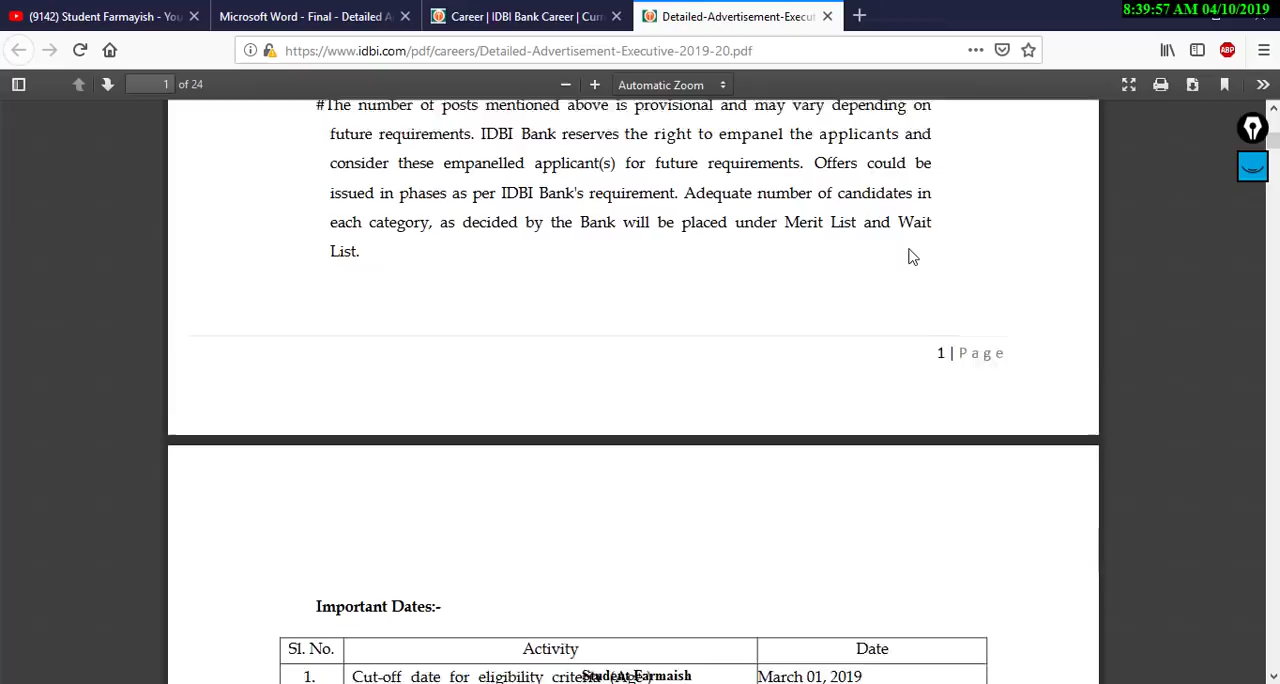 (9142) Student Farmayish - You
Microsoft Word - Final - Detailed A
Career | IDBI Bank Career | Curr
Detailed-Advertisement-Execut
8:39:57 AM 04/10/2019
https://www.idbi.com/pdf/careers/Detailed-Advertisement-Executive-2019-20.pdf
ABP
1 of 24
Automatic Zoom
#The number of posts mentioned above is provisional and may vary depending on
future requirements. IDBI Bank reserves the right to empanel the applicants and
consider these empanelled applicant(s) for future requirements. Offers could be
issued in phases as per IDBI Bank's requirement. Adequate number of candidates in
each category, as decided by the Bank will be placed under Merit List and Wait
List.
1 | Page
Important Dates:-
Sl. No. Activity Date
1. Cut-off date for eligibility criteria (Age) March 01, 2019
Student Farmaish